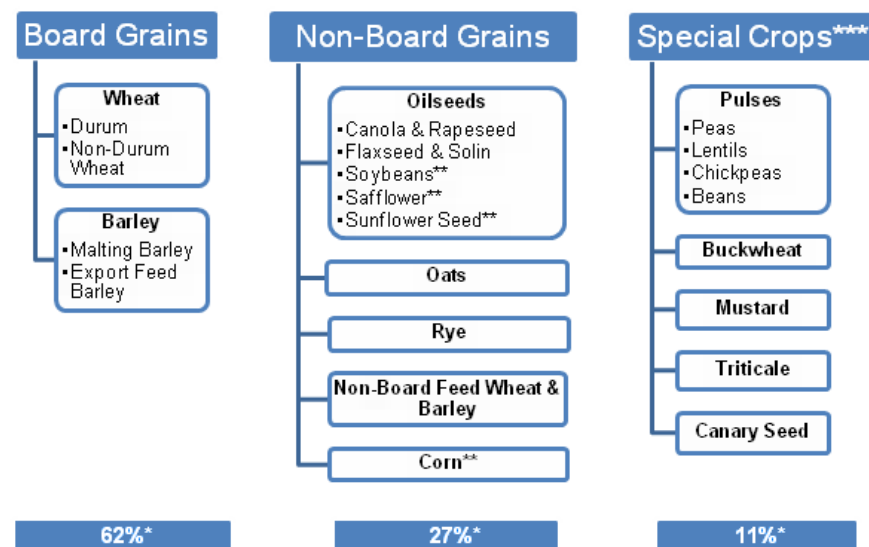 Board Grains
Wheat
▪Durum
▪Non-Durum
Wheat
Barley
▪Malting Barley
▪Export Feed
Barley
62%*
Non-Board Grains
Oilseeds
▪Canola & Rapeseed
▪Flaxseed & Solin
▪Soybeans**
▪Safflower**
▪Sunflower Seed**
Oats
Rye
Non-Board Feed Wheat &
Barley
Corn**
27%*
Special Crops***
Pulses
▪Peas
▪Lentils
▪Chickpeas
▪Beans
Buckwheat
Mustard
Triticale
Canary Seed
11%*